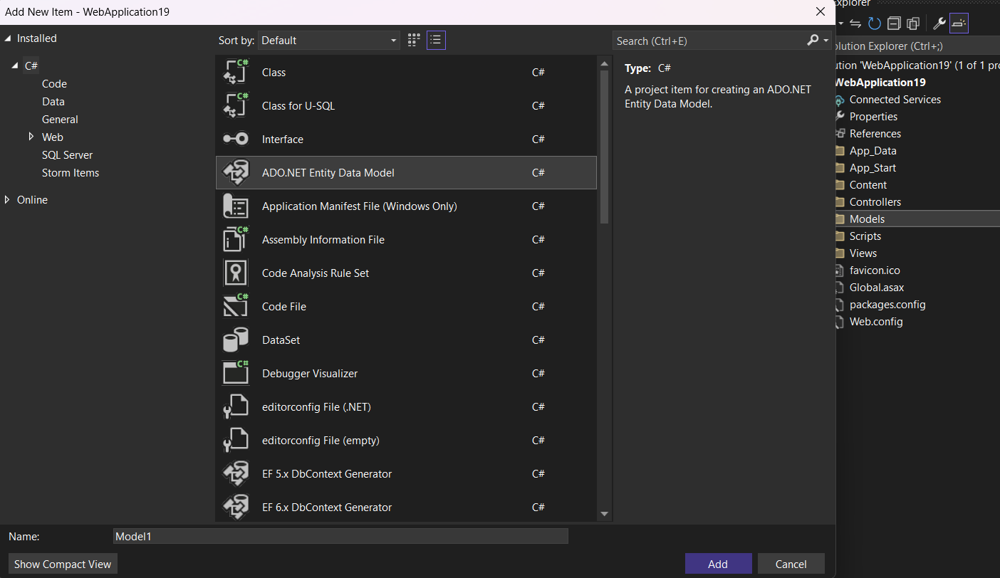 Add New Item - WebApplication19
Installed
C#
Code
Data
General
Web
SQL Server
Storm Items
Online
Sort by: Default
Class C#
Class for U-SQL C#
Interface C#
ADO.NET Entity Data Model C#
Application Manifest File (Windows Only) C#
Assembly Information File C#
Code Analysis Rule Set C#
Code File C#
DataSet C#
Debugger Visualizer C#
editorconfig File (.NET) C#
editorconfig File (empty) C#
EF 5.x DbContext Generator C#
EF 6.x DbContext Generator C#
Search (Ctrl+E)
Type: C#
A project item for creating an ADO.NET
Entity Data Model.
Name: Model1
Show Compact View
Add
Cancel
Explorer
olution Explorer (Ctrl+;)
ution 'WebApplication19' (1 of 1 pro
WebApplication19
Connected Services
Properties
References
App_Data
App_Start
Content
Controllers
Models
Scripts
Views
favicon.ico
Global.asax
packages.config
Web.config